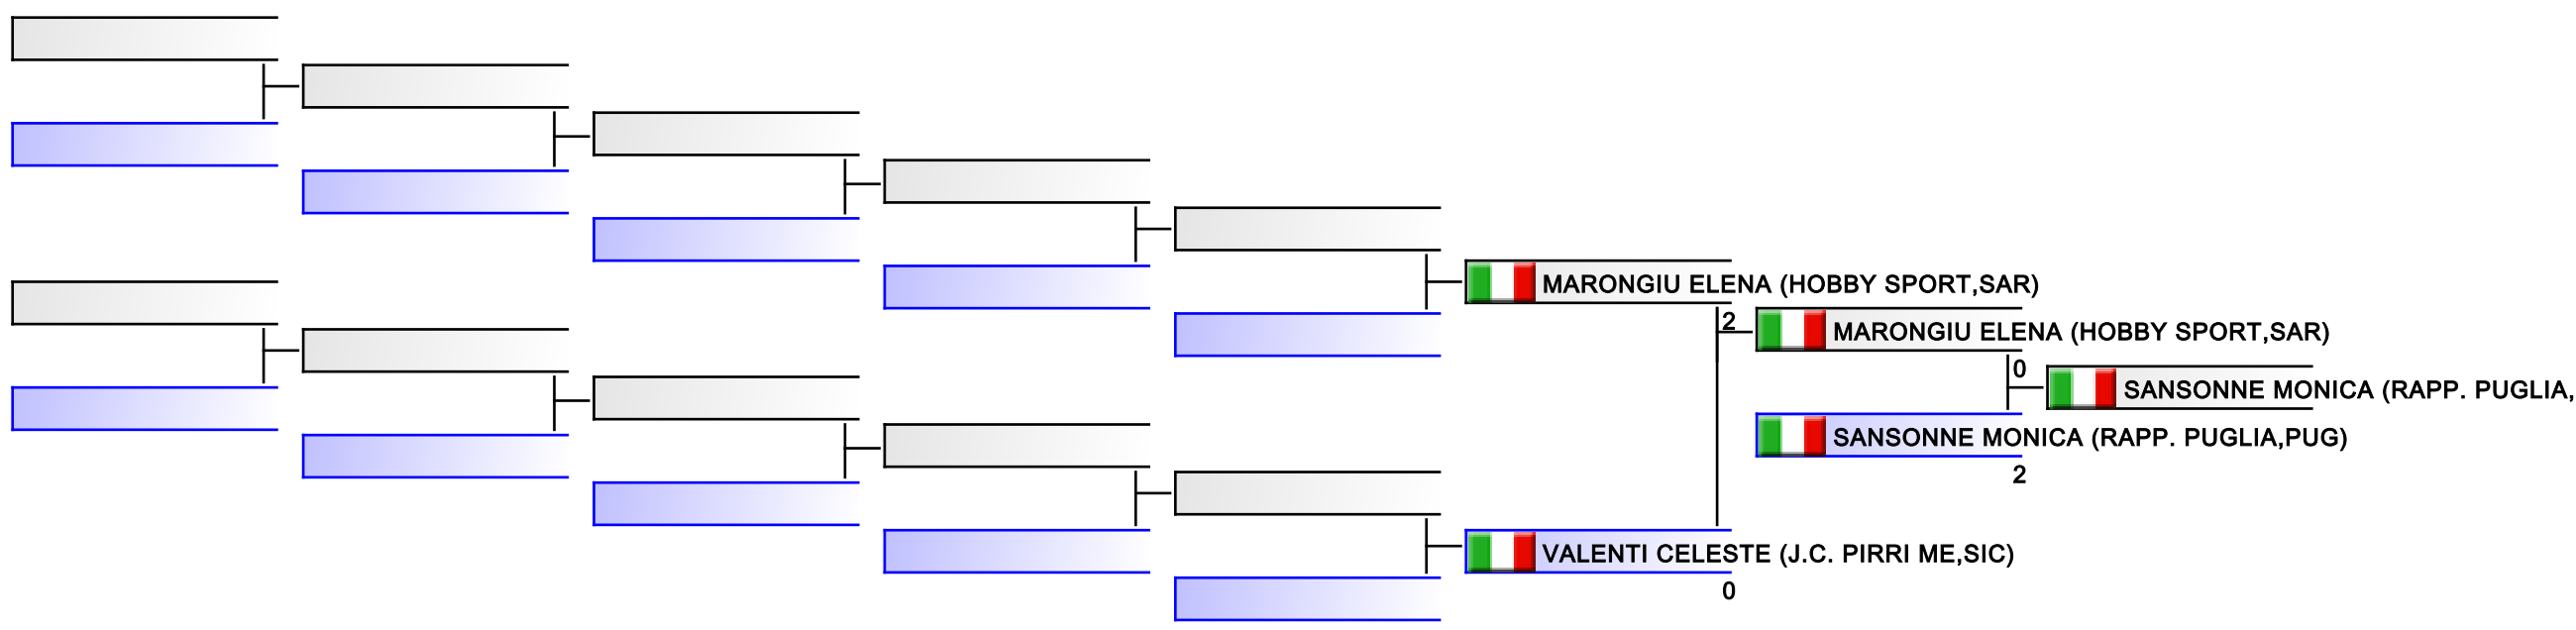 MARONGIU ELENA (HOBBY SPORT,SAR)
2
MARONGIU ELENA (HOBBY SPORT,SAR)
0
SANSONNE MONICA (RAPP. PUGLIA,
SANSONNE MONICA (RAPP. PUGLIA,PUG)
2
VALENTI CELESTE (J.C. PIRRI ME,SIC)
0